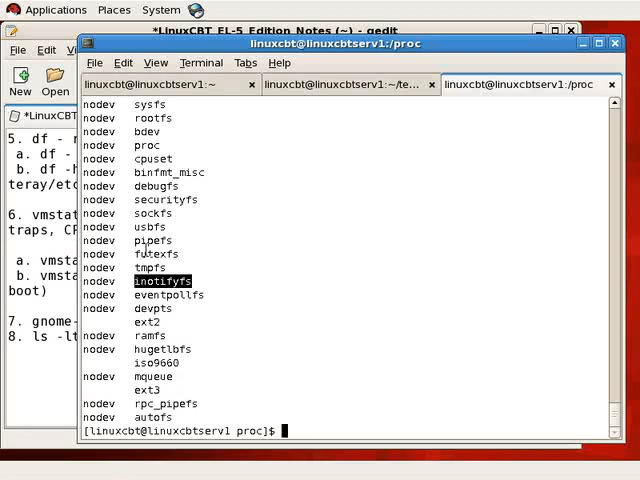 Applications Places System
*LinuxCBT_EL-5_Edition_Notes (~) - gedit
File Edit
New Open
*LinuxCBT
5. df - r
a. df -
b. df -h
teray/etc
6. vmstat
traps, CP
a. vmsta
b. vmsta
boot)
7. gnome-
8. ls -lt
linuxcbt@linuxcbtserv1:/proc
File Edit View Terminal Tabs Help
linuxcbt@linuxcbtserv1:~
linuxcbt@linuxcbtserv1:~/te...
linuxcbt@linuxcbtserv1:/proc
nodev sysfs
nodev rootfs
nodev bdev
nodev proc
nodev cpuset
nodev binfmt_misc
nodev debugfs
nodev securityfs
nodev sockfs
nodev usbfs
nodev pipefs
nodev futexfs
nodev tmpfs
nodev inotifyfs
nodev eventpollfs
nodev devpts
ext2
nodev ramfs
nodev hugetlbfs
iso9660
nodev mqueue
ext3
nodev rpc_pipefs
nodev autofs
[linuxcbt@linuxcbtserv1 proc]$